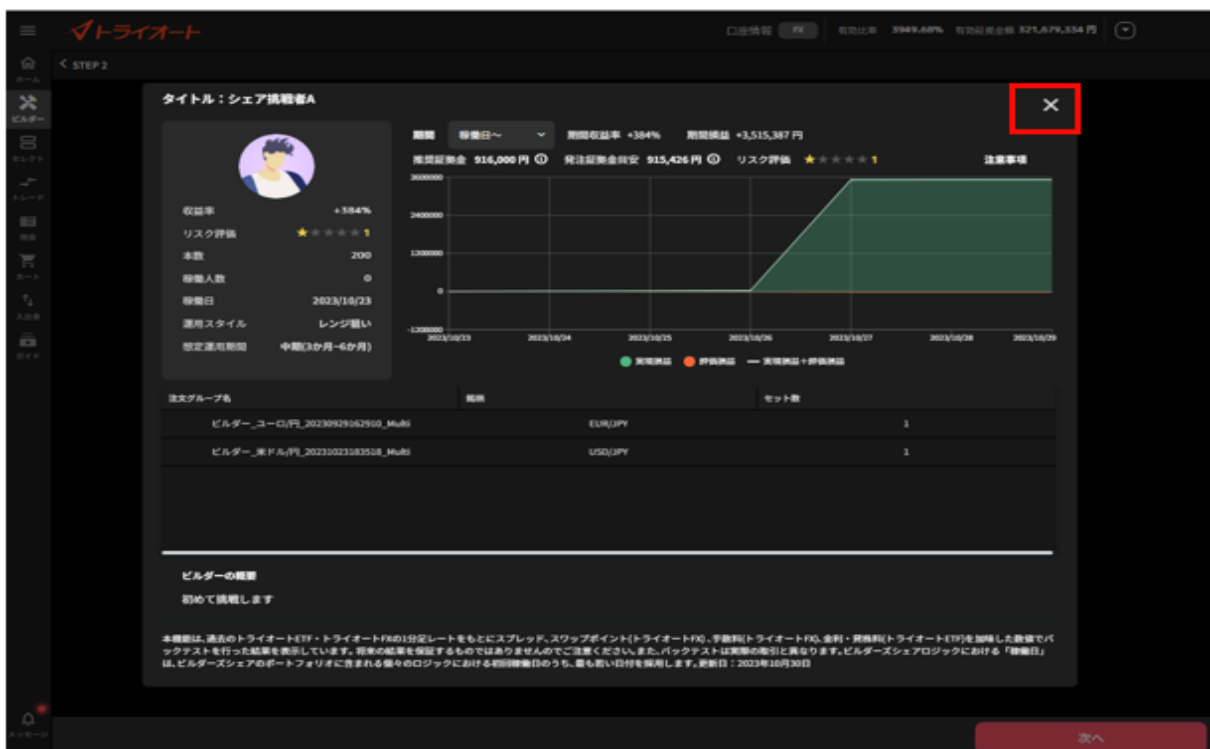 トライオート
口座情報 FX 有効比率 3949.68% 有効証拠金額 321,679,334 円
ホーム
STEP 2
ビルダー
セレクト
トレード
照会
カート
入出金
ガイド
メッセージ
タイトル：シェア挑戦者A
収益率 +384%
リスク評価 ★★★★★ 1
本数 200
稼働人数 0
稼働日 2023/10/23
運用スタイル レンジ狙い
想定運用期間 中期(3か月~6か月)
期間 稼働日～ 期間収益率 +384% 期間損益 +3,515,387 円
推奨証拠金 916,000 円 発注証拠金目安 915,426 円 リスク評価 ★★★★★ 1 注意事項
3600000
2400000
1200000
0
-1200000
2023/10/23 2023/10/24 2023/10/25 2023/10/26 2023/10/27 2023/10/28 2023/10/29
実現損益 評価損益 実現損益+評価損益
注文グループ名 銘柄 セット数
ビルダー_ユーロ/円_20230929162910_Multi EUR/JPY 1
ビルダー_米ドル/円_20231023183518_Multi USD/JPY 1
ビルダーの概要
初めて挑戦します
本機能は、過去のトライオートETF・トライオートFXの1分足レートをもとにスプレッド、スワップポイント(トライオートFX)、手数料(トライオートFX)、金利・貸株料(トライオートETF)を加味した数値でバ
ックテストを行った結果を表示しています。将来の結果を保証するものではありませんのでご注意ください。また、バックテストは実際の取引と異なります。ビルダーズシェアロジックにおける「稼働日」
は、ビルダーズシェアのポートフォリオに含まれる個々のロジックにおける初回稼働日のうち、最も若い日付を採用します。更新日：2023年10月30日
次へ